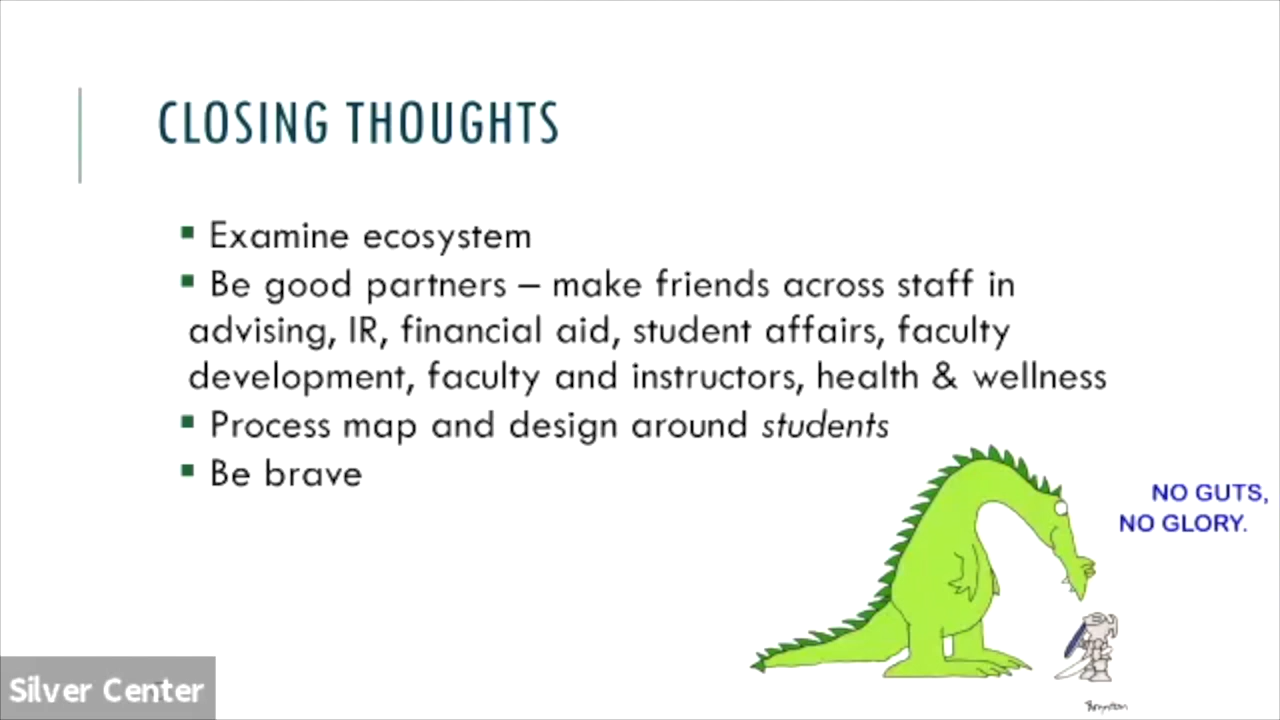 CLOSING THOUGHTS
▪ Examine ecosystem
▪ Be good partners – make friends across staff in
advising, IR, financial aid, student affairs, faculty
development, faculty and instructors, health & wellness
▪ Process map and design around students
▪ Be brave
NO GUTS,
NO GLORY.
Boynton
Silver Center